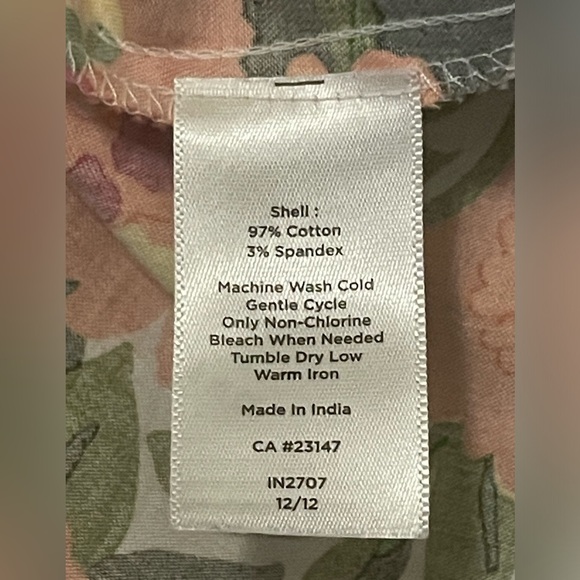 Shell :
97% Cotton
3% Spandex
Machine Wash Cold
Gentle Cycle
Only Non-Chlorine
Bleach When Needed
Tumble Dry Low
Warm Iron
Made In India
CA #23147
IN2707
12/12